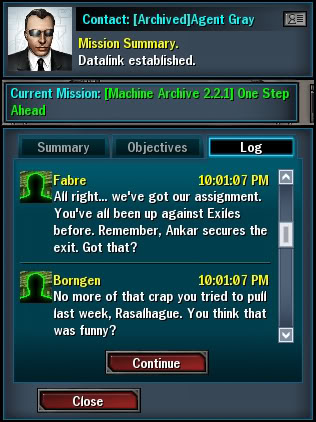 Contact: [Archived]Agent Gray
Mission Summary.
Datalink established.
Current Mission: [Machine Archive 2.2.1] One Step
Ahead
Summary
Objectives
Log
Fabre 10:01:07 PM
All right... we've got our assignment.
You've all been up against Exiles
before. Remember, Ankar secures the
exit. Got that?
Borngen 10:01:07 PM
No more of that crap you tried to pull
last week, Rasalhague. You think that
was funny?
Continue
Close